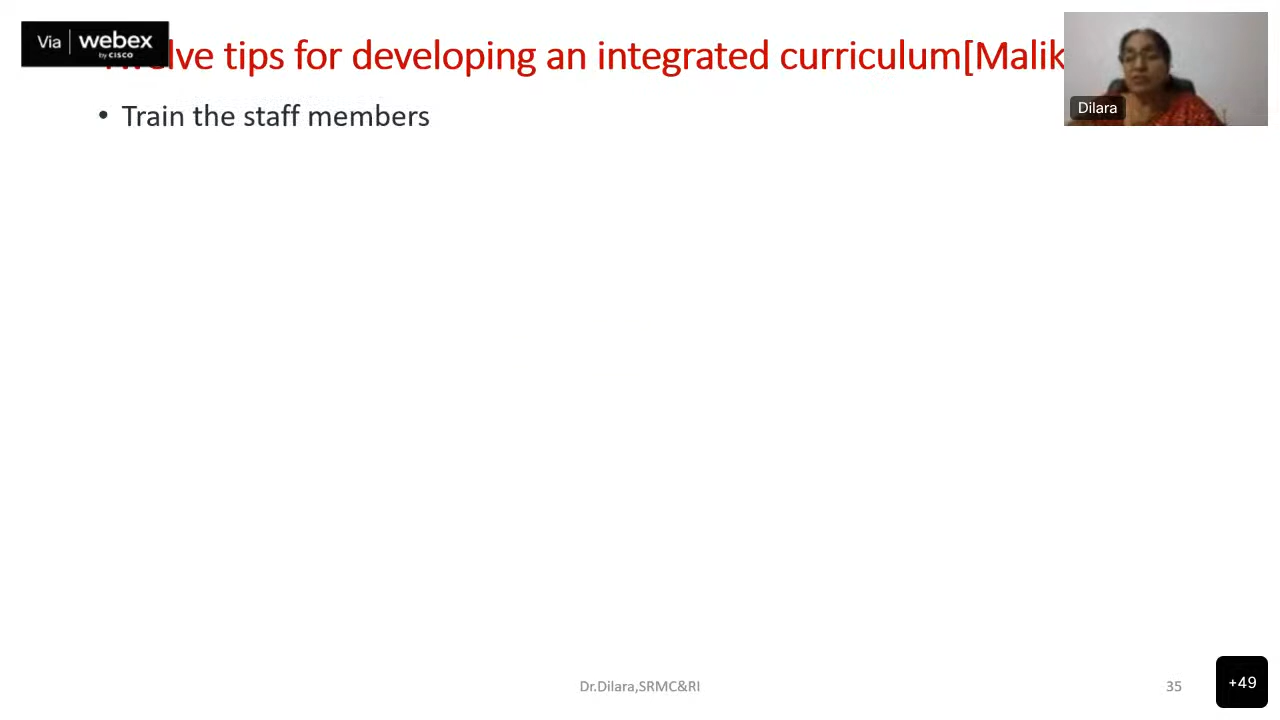 Via webex
by CISCO
tips for developing an integrated curriculum[Malik
• Train the staff members
Dilara
Dr.Dilara,SRMC&RI
35
+49